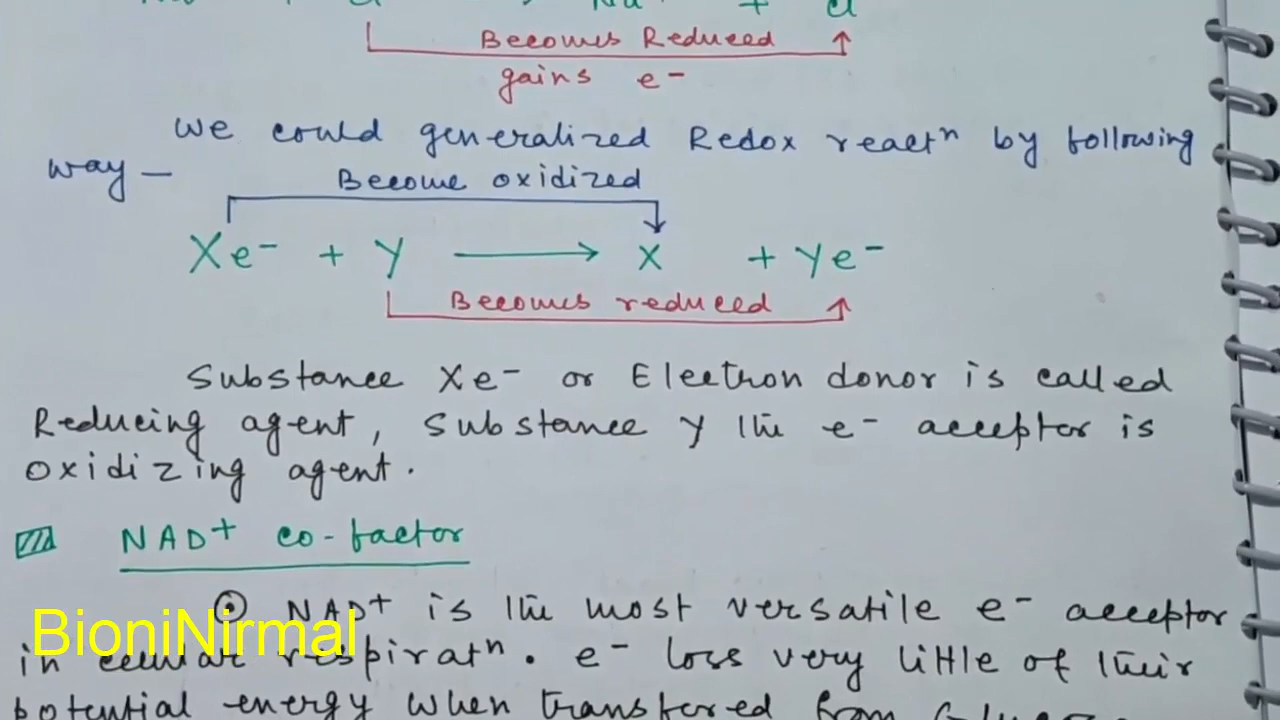 + Na + Cl
Becomes Reduced
gains e⁻
We could generalized Redox reactⁿ by following
way —
Become oxidized
Xe⁻ + Y ⟶ X + Ye⁻
Becomes reduced
Substance Xe⁻ or Electron donor is called
Reducing agent, Substance Y the e⁻ acceptor is
oxidizing agent.
NAD⁺ co-factor
NAD⁺ is the most versatile e⁻ acceptor
in cellular respiratⁿ. e⁻ loss very little of their
potential energy when transferred from
BioniNirmal